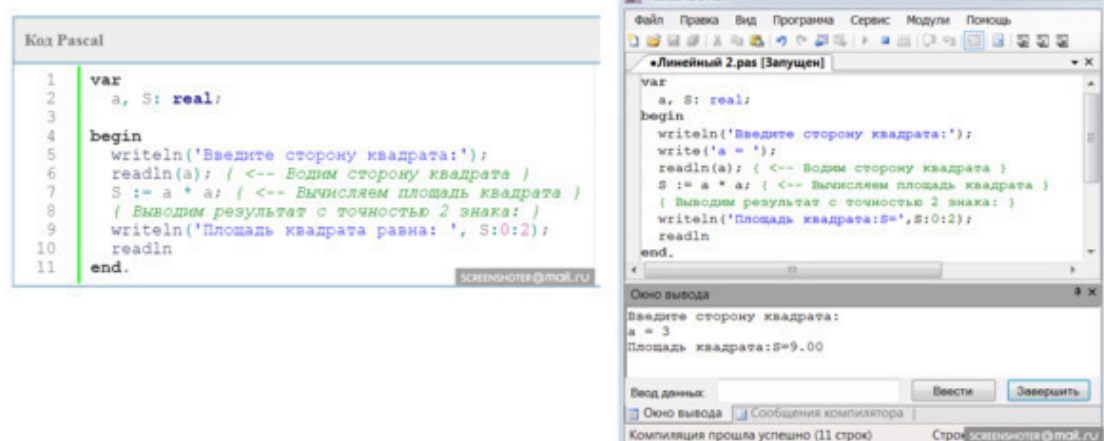 Код Pascal
1 var
2 a, S: real;
3
4 begin
5 writeln('Введите сторону квадрата:');
6 readln(a); { <-- Водим сторону квадрата }
7 S := a * a; { <-- Вычисляем площадь квадрата }
8 { Выводим результат с точностью 2 знака: }
9 writeln('Площадь квадрата равна: ', S:0:2);
10 readln
11 end.
SCREENSHOTER@mail.ru
Файл Правка Вид Программа Сервис Модули Помощь
•Линейный 2.pas [Запущен]
var
a, S: real;
begin
writeln('Введите сторону квадрата:');
write('a = ');
readln(a); { <-- Водим сторону квадрата }
S := a * a; { <-- Вычисляем площадь квадрата }
{ Выводим результат с точностью 2 знака: }
writeln('Площадь квадрата:S=',S:0:2);
readln
end.
Окно вывода
Введите сторону квадрата:
a = 3
Площадь квадрата:S=9.00
Ввод данных: Ввести Завершить
Окно вывода Сообщения компилятора
Компиляция прошла успешно (11 строк) Строк
SCREENSHOTER@mail.ru